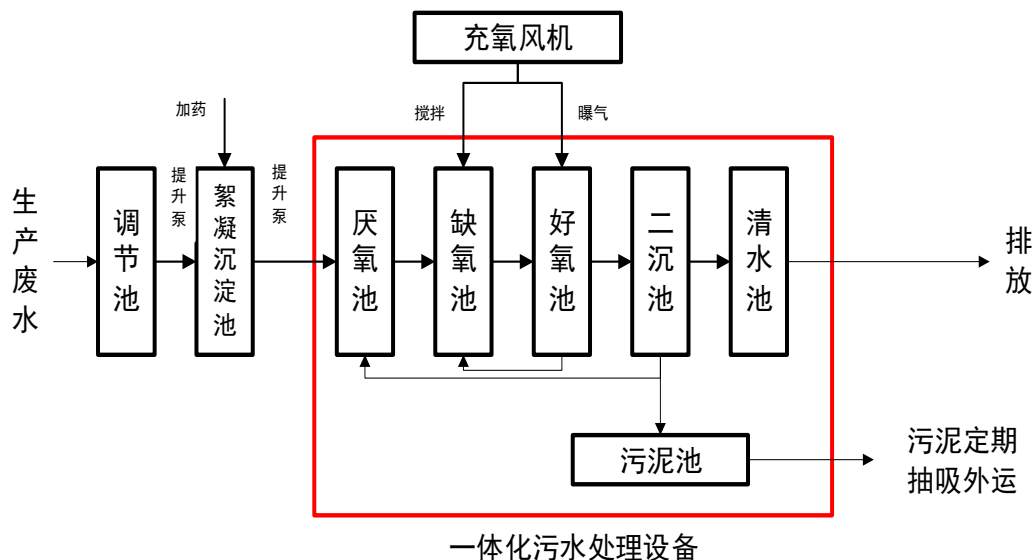 充氧风机
加药
搅拌
曝气
提升泵
提升泵
生产废水
调节池
絮凝沉淀池
厌氧池
缺氧池
好氧池
二沉池
清水池
排放
污泥池
污泥定期
抽吸外运
一体化污水处理设备